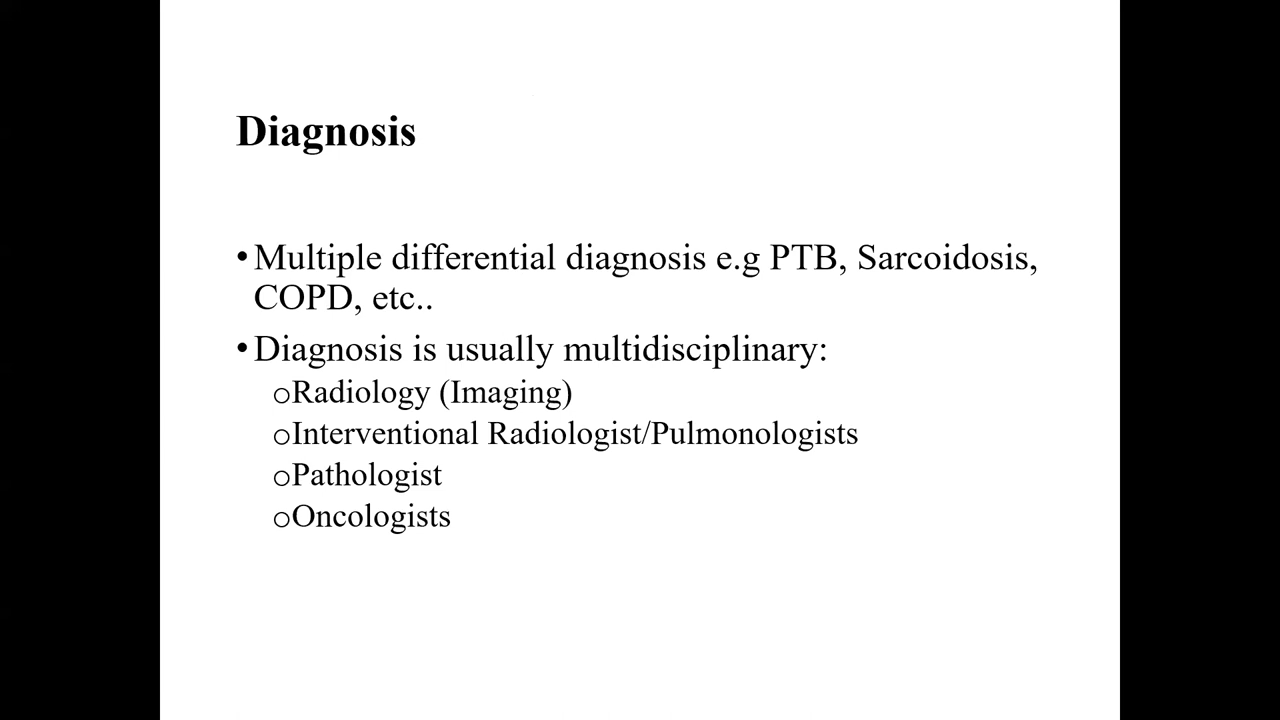 Diagnosis
•Multiple differential diagnosis e.g PTB, Sarcoidosis,
COPD, etc..
•Diagnosis is usually multidisciplinary:
oRadiology (Imaging)
oInterventional Radiologist/Pulmonologists
oPathologist
oOncologists